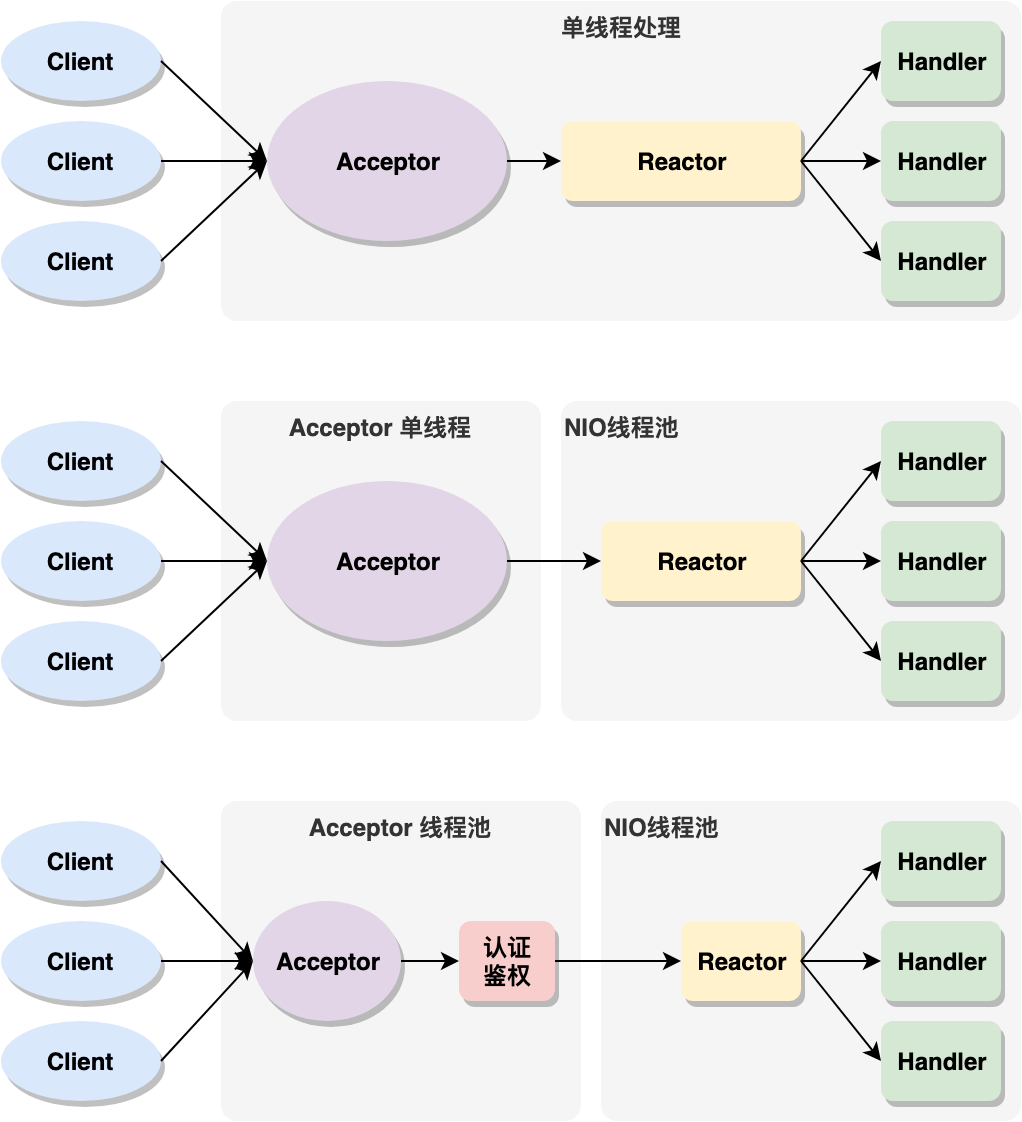 单线程处理
Client
Client
Client
Acceptor
Reactor
Handler
Handler
Handler
Acceptor 单线程
NIO线程池
Client
Client
Client
Acceptor
Reactor
Handler
Handler
Handler
Acceptor 线程池
NIO线程池
Client
Client
Client
Acceptor
认证
鉴权
Reactor
Handler
Handler
Handler